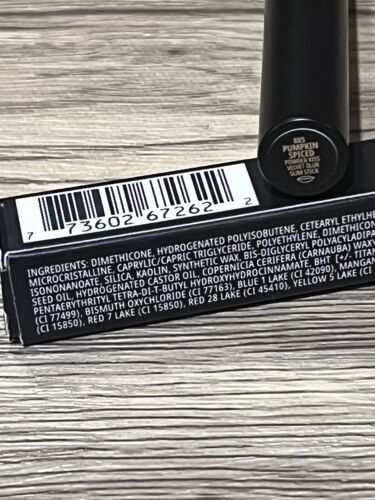 885
PUMPKIN
SPICED
POWDER KISS
VELVET BLUR
SLIM STICK
7 73602 67262 2
INGREDIENTS: DIMETHICONE, HYDROGENATED POLYISOBUTENE, CETEARYL ETHYLHE
MICROCRISTALLINE, CAPRYLIC/CAPRIC TRIGLYCERIDE, POLYETHYLENE, DIMETHICON
ISONONANOATE, SILICA, KAOLIN, SYNTHETIC WAX, BIS-DIGLYCERYL POLYACYLADIPA
SEED OIL, HYDROGENATED CASTOR OIL, COPERNICIA CERIFERA (CARNAUBA) WAX
PENTAERYTHRITYL TETRA-DI-T-BUTYL HYDROXYHYDROCINNAMATE, BHT [+/- TITAN
(CI 77499), BISMUTH OXYCHLORIDE (CI 77163), BLUE 1 LAKE (CI 42090), MANGAN
(CI 15850), RED 7 LAKE (CI 15850), RED 28 LAKE (CI 45410), YELLOW 5 LAKE (